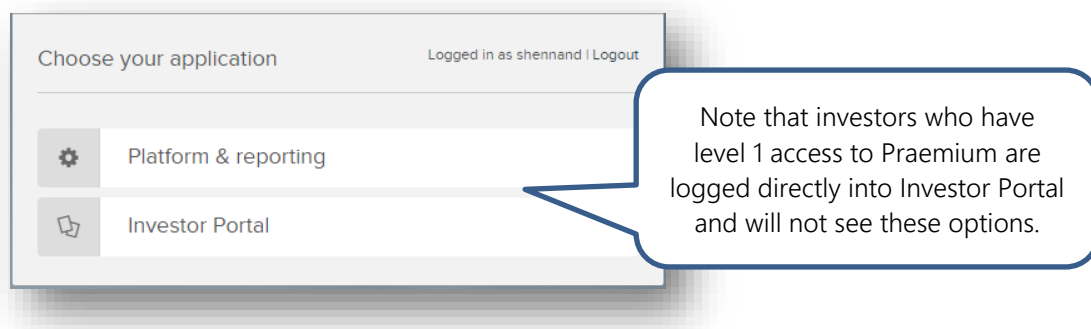 Choose your application
Logged in as shennand | Logout
Platform & reporting
Investor Portal
Note that investors who have
level 1 access to Praemium are
logged directly into Investor Portal
and will not see these options.